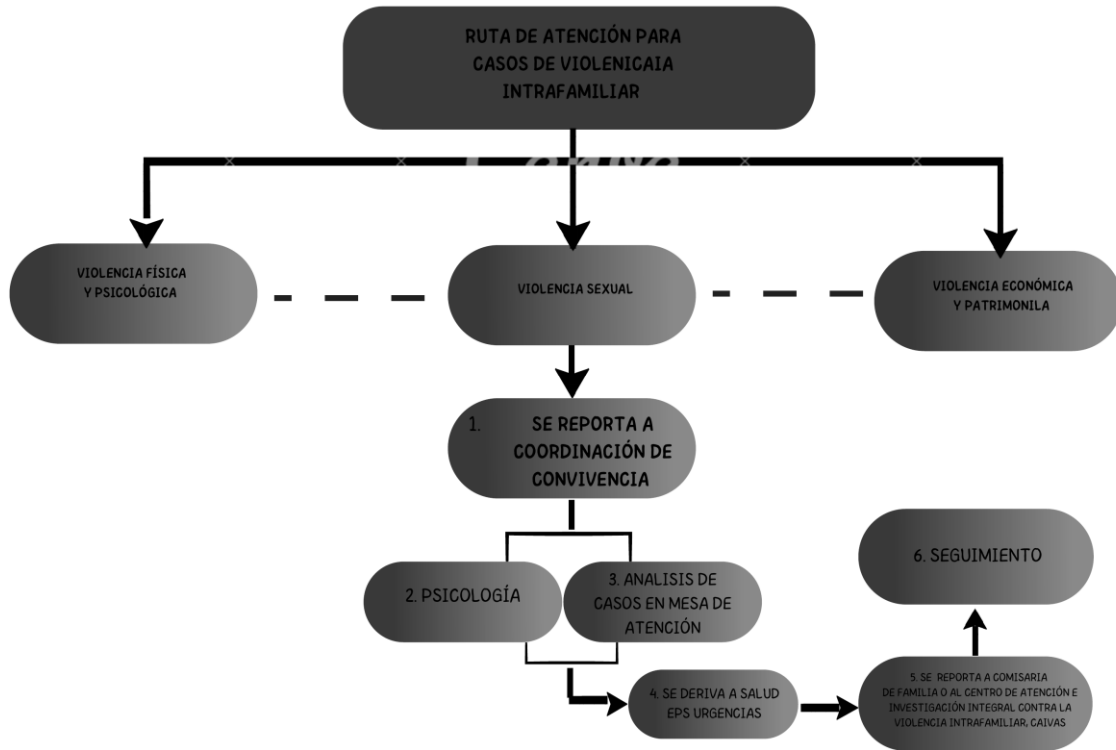 RUTA DE ATENCIÓN PARA
CASOS DE VIOLENICAIA
INTRAFAMILIAR
VIOLENCIA FÍSICA
Y PSICOLÓGICA
VIOLENCIA SEXUAL
VIOLENCIA ECONÓMICA
Y PATRIMONILA
1. SE REPORTA A
COORDINACIÓN DE
CONVIVENCIA
2. PSICOLOGÍA
3. ANALISIS DE
CASOS EN MESA DE
ATENCIÓN
4. SE DERIVA A SALUD
EPS URGENCIAS
5. SE REPORTA A COMISARIA
DE FAMILIA O AL CENTRO DE ATENCIÓN E
INVESTIGACIÓN INTEGRAL CONTRA LA
VIOLENCIA INTRAFAMILIAR, CAIVAS
6. SEGUIMIENTO